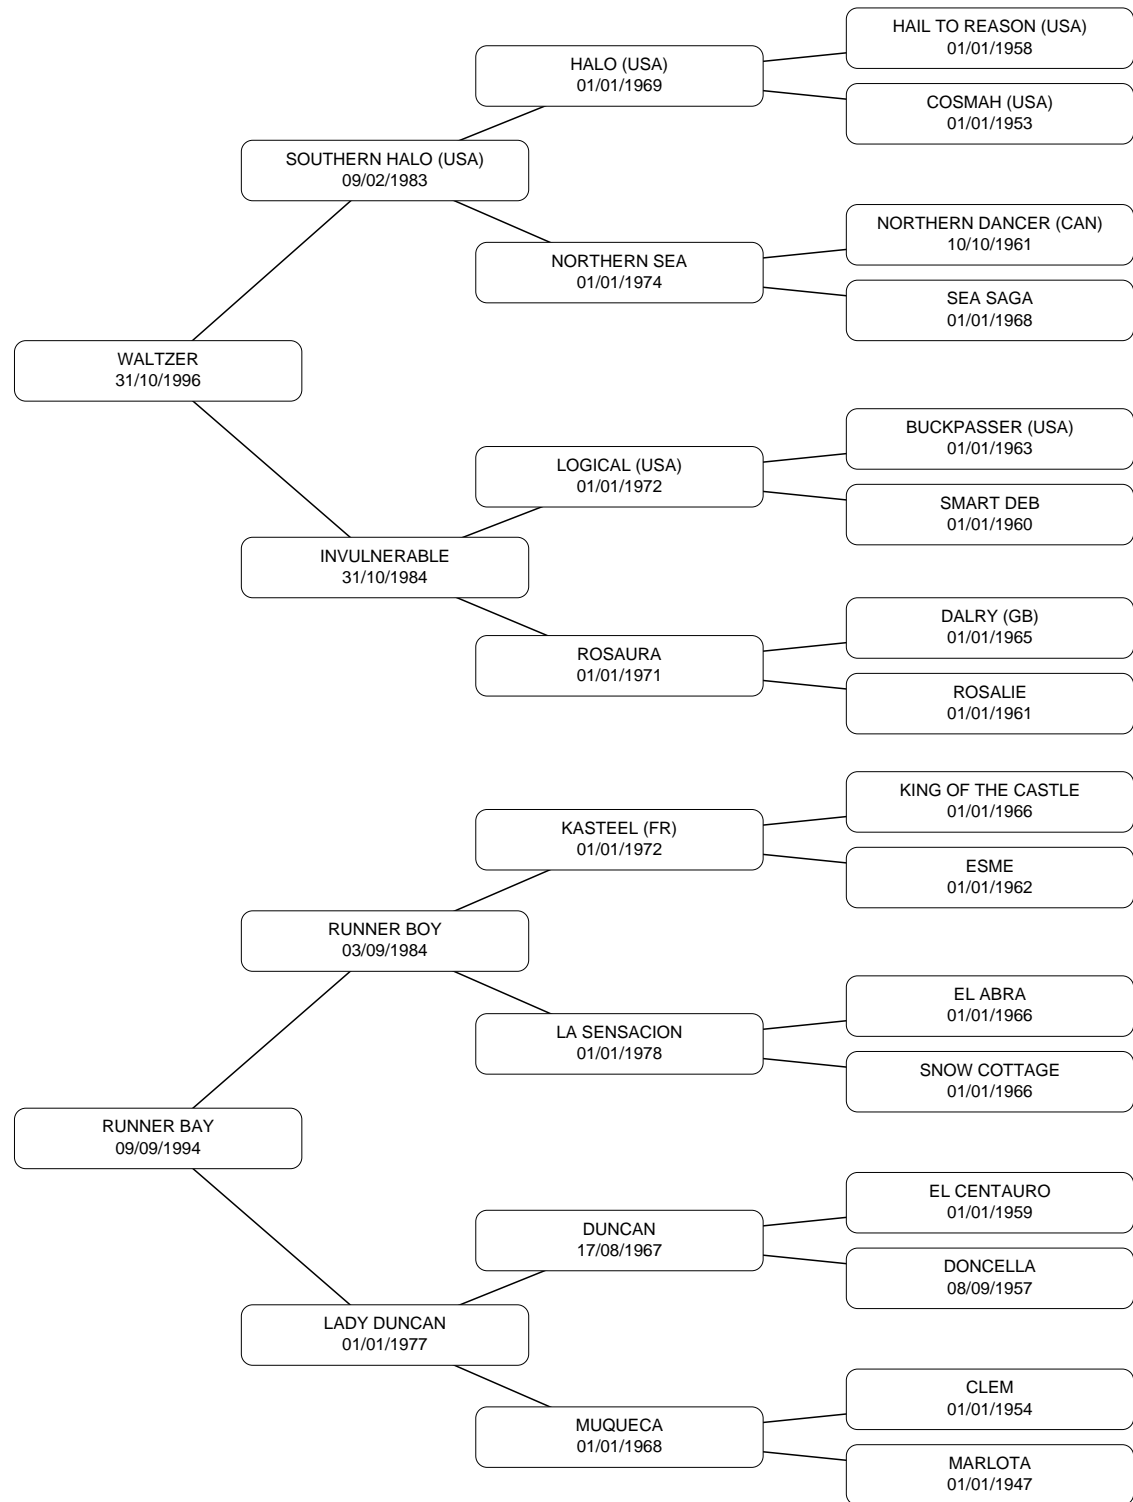 HAIL TO REASON (USA)
01/01/1958
HALO (USA)
01/01/1969
COSMAH (USA)
01/01/1953
SOUTHERN HALO (USA)
09/02/1983
NORTHERN DANCER (CAN)
10/10/1961
NORTHERN SEA
01/01/1974
SEA SAGA
01/01/1968
WALTZER
31/10/1996
BUCKPASSER (USA)
01/01/1963
LOGICAL (USA)
01/01/1972
SMART DEB
01/01/1960
INVULNERABLE
31/10/1984
DALRY (GB)
01/01/1965
ROSAURA
01/01/1971
ROSALIE
01/01/1961
KING OF THE CASTLE
01/01/1966
KASTEEL (FR)
01/01/1972
ESME
01/01/1962
RUNNER BOY
03/09/1984
EL ABRA
01/01/1966
LA SENSACION
01/01/1978
SNOW COTTAGE
01/01/1966
RUNNER BAY
09/09/1994
EL CENTAURO
01/01/1959
DUNCAN
17/08/1967
DONCELLA
08/09/1957
LADY DUNCAN
01/01/1977
CLEM
01/01/1954
MUQUECA
01/01/1968
MARLOTA
01/01/1947